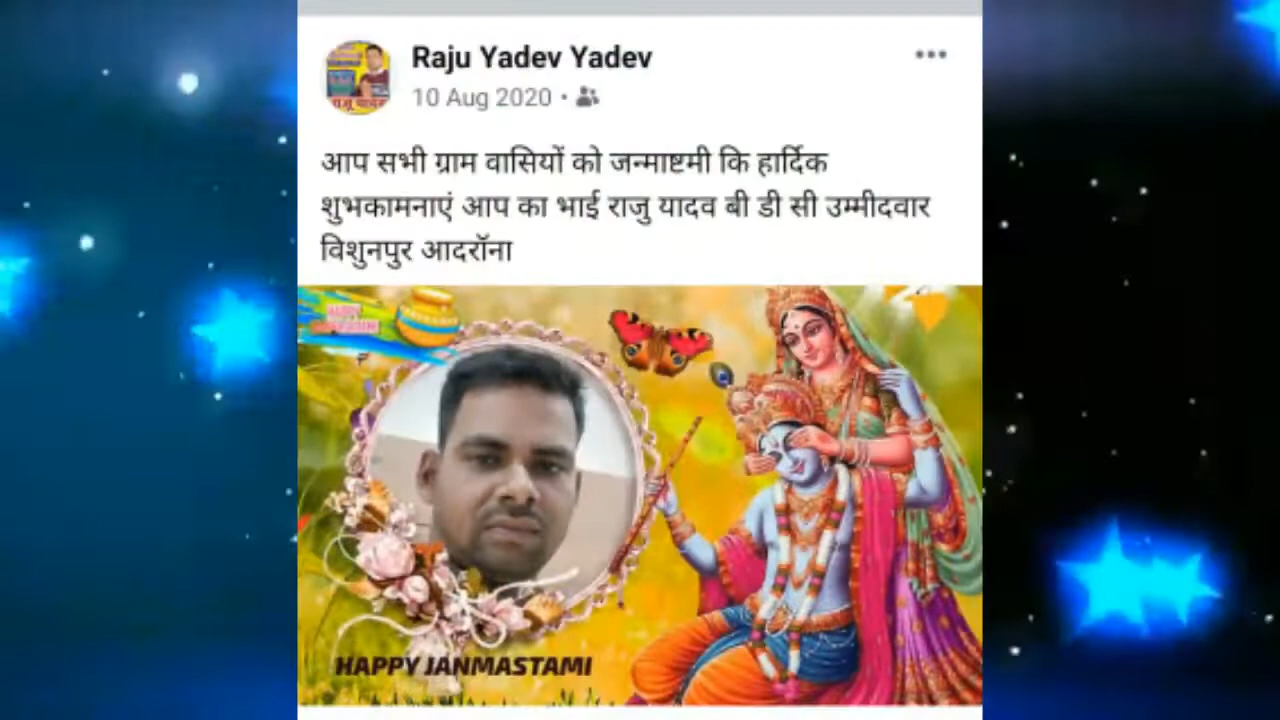 Raju Yadev Yadev
10 Aug 2020 •
आप सभी ग्राम वासियों को जन्माष्टमी कि हार्दिक
शुभकामनाएं आप का भाई राजु यादव बी डी सी उम्मीदवार
विशुनपुर आदरॉना
HAPPY JANMASTAMI